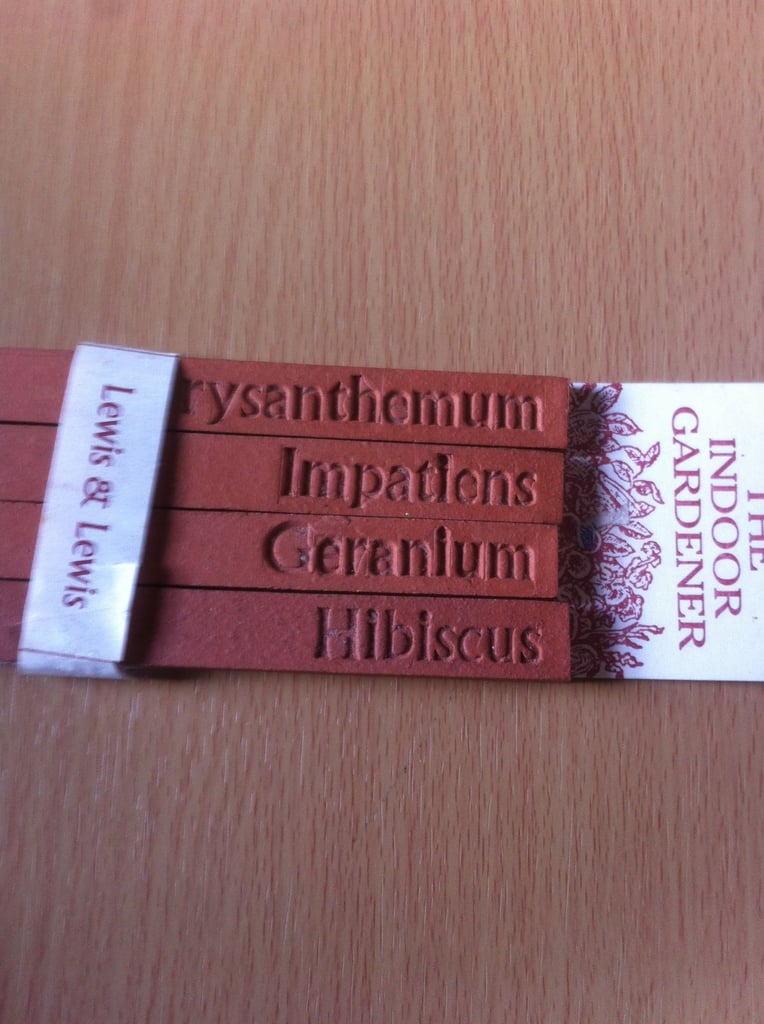 rysanthemum
Impatiens
Geranium
Hibiscus
Lewis & Lewis
THE
INDOOR
GARDENER